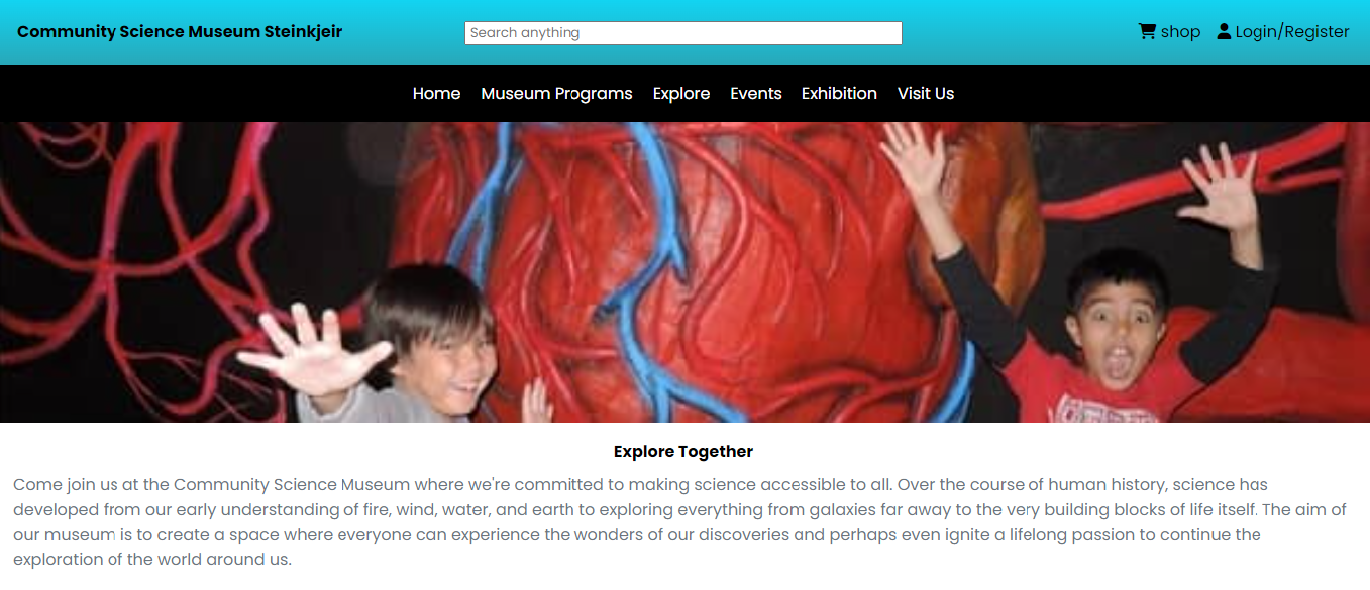 Community Science Museum Steinkjeir
Search anything
shop
Login/Register
Home Museum Programs Explore Events Exhibition Visit Us
Explore Together
Come join us at the Community Science Museum where we're committed to making science accessible to all. Over the course of human history, science has
developed from our early understanding of fire, wind, water, and earth to exploring everything from galaxies far away to the very building blocks of life itself. The aim of
our museum is to create a space where everyone can experience the wonders of our discoveries and perhaps even ignite a lifelong passion to continue the
exploration of the world around us.